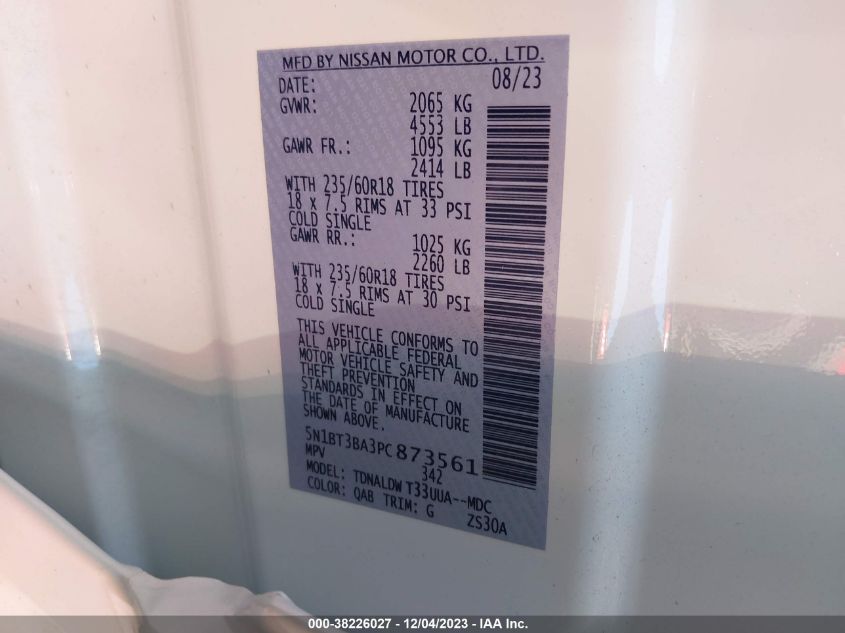 MFD BY NISSAN MOTOR CO., LTD.
DATE: 08/23
GVWR: 2065 KG
4553 LB
GAWR FR.: 1095 KG
2414 LB
WITH 235/60R18 TIRES
18 X 7.5 RIMS AT 33 PSI
COLD SINGLE
GAWR RR.: 1025 KG
2260 LB
WITH 235/60R18 TIRES
18 X 7.5 RIMS AT 30 PSI
COLD SINGLE
THIS VEHICLE CONFORMS TO
ALL APPLICABLE FEDERAL
MOTOR VEHICLE SAFETY AND
THEFT PREVENTION
STANDARDS IN EFFECT ON
THE DATE OF MANUFACTURE
SHOWN ABOVE.
5N1BT3BA3PC873561
MPV 342
MODEL: TDNALDW T33UUA--MDC
COLOR: QAB TRIM: G ZS30A
000-38226027 - 12/04/2023 - IAA Inc.